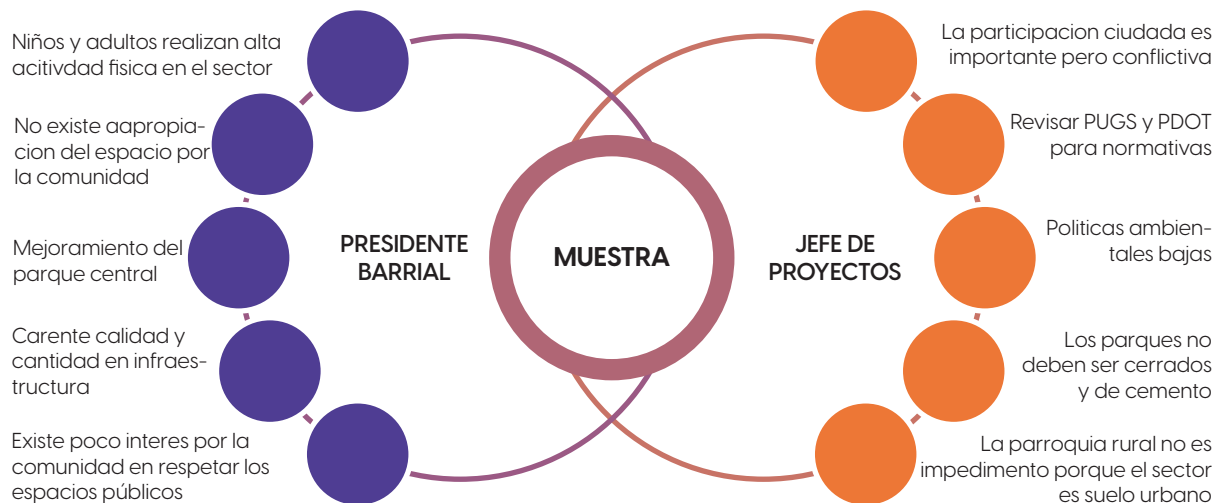 Niños y adultos realizan alta
acitivdad fisica en el sector
No existe aapropia-
cion del espacio por
la comunidad
Mejoramiento del
parque central
Carente calidad y
cantidad en infraes-
tructura
Existe poco interes por la
comunidad en respetar los
espacios públicos
PRESIDENTE
BARRIAL
MUESTRA
JEFE DE
PROYECTOS
La participacion ciudada es
importante pero conflictiva
Revisar PUGS y PDOT
para normativas
Politicas ambien-
tales bajas
Los parques no
deben ser cerrados
y de cemento
La parroquia rural no es
impedimento porque el sector
es suelo urbano